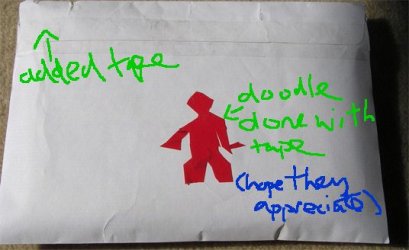 added tape
doodle
done with
tape
(hope they
appreciate)